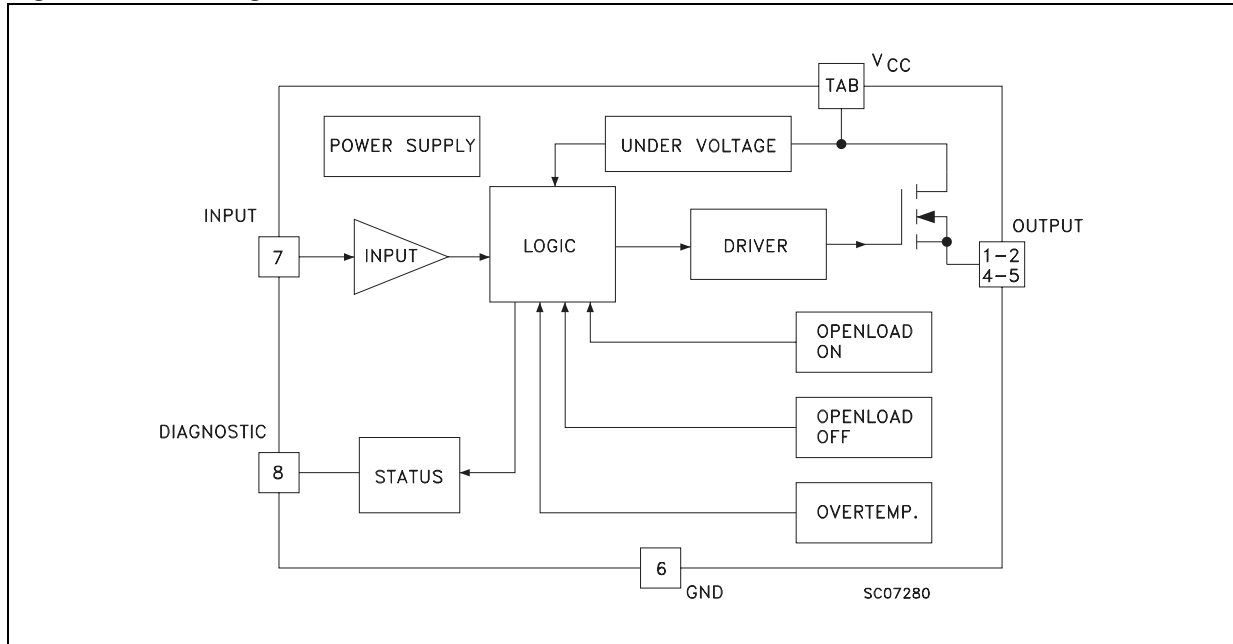 V CC
TAB
POWER SUPPLY
UNDER VOLTAGE
INPUT
7
INPUT
LOGIC
DRIVER
OUTPUT
1-2
4-5
OPENLOAD
ON
OPENLOAD
OFF
DIAGNOSTIC
8
STATUS
OVERTEMP.
6
GND
SC07280